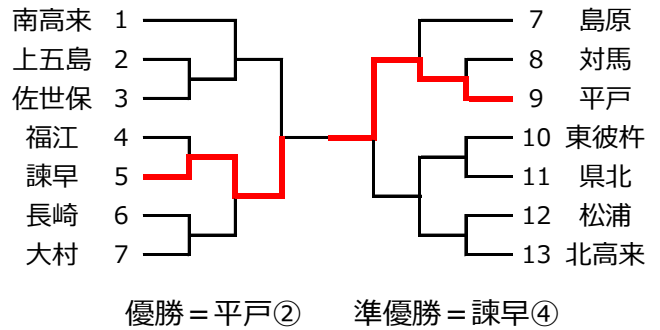 南高来 1
上五島 2
佐世保 3
福江 4
諫早 5
長崎 6
大村 7
7 島原
8 対馬
9 平戸
10 東彼杵
11 県北
12 松浦
13 北高来
優勝＝平戸② 準優勝＝諫早④